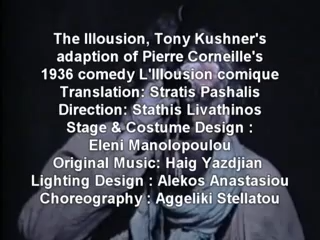 The Illousion, Tony Kushner's
adaption of Pierre Corneille's
1936 comedy L'Illousion comique
Translation: Stratis Pashalis
Direction: Stathis Livathinos
Stage & Costume Design :
Eleni Manolopoulou
Original Music: Haig Yazdjian
Lighting Design : Alekos Anastasiou
Choreography : Aggeliki Stellatou